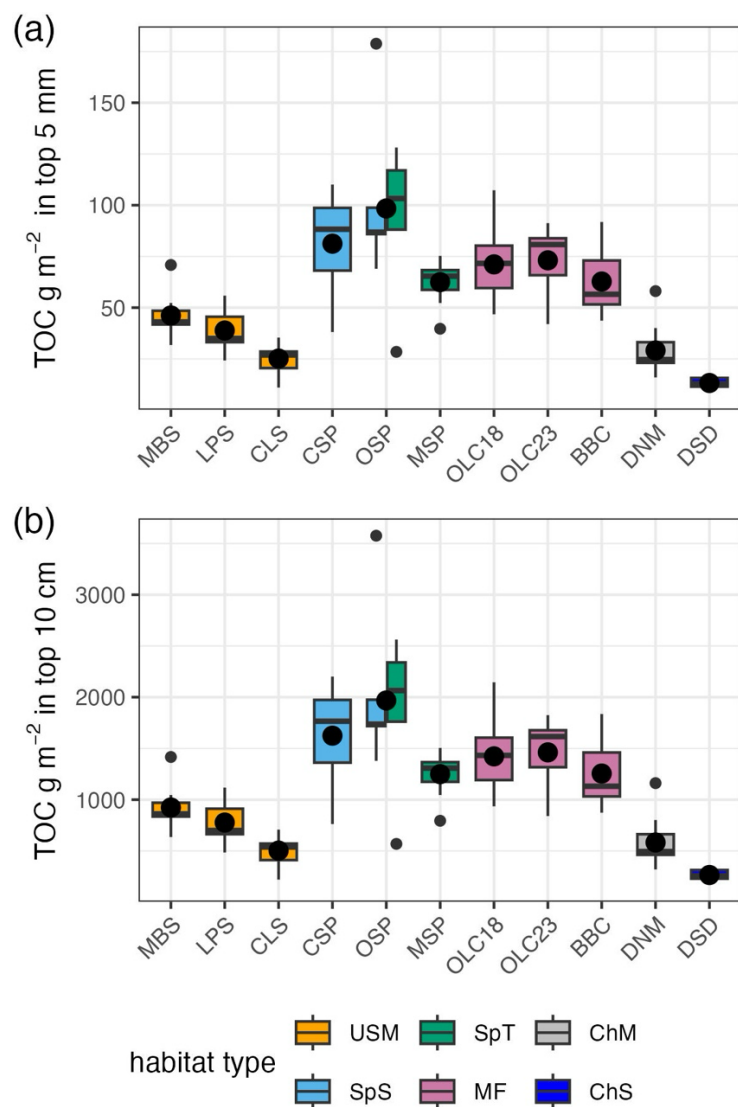 (a)
TOC g m⁻² in top 5 mm
150
100
50
MBS
LPS
CLS
CSP
OSP
MSP
OLC18
OLC23
BBC
DNM
DSD
(b)
TOC g m⁻² in top 10 cm
3000
2000
1000
MBS
LPS
CLS
CSP
OSP
MSP
OLC18
OLC23
BBC
DNM
DSD
habitat type
USM
SpT
ChM
SpS
MF
ChS